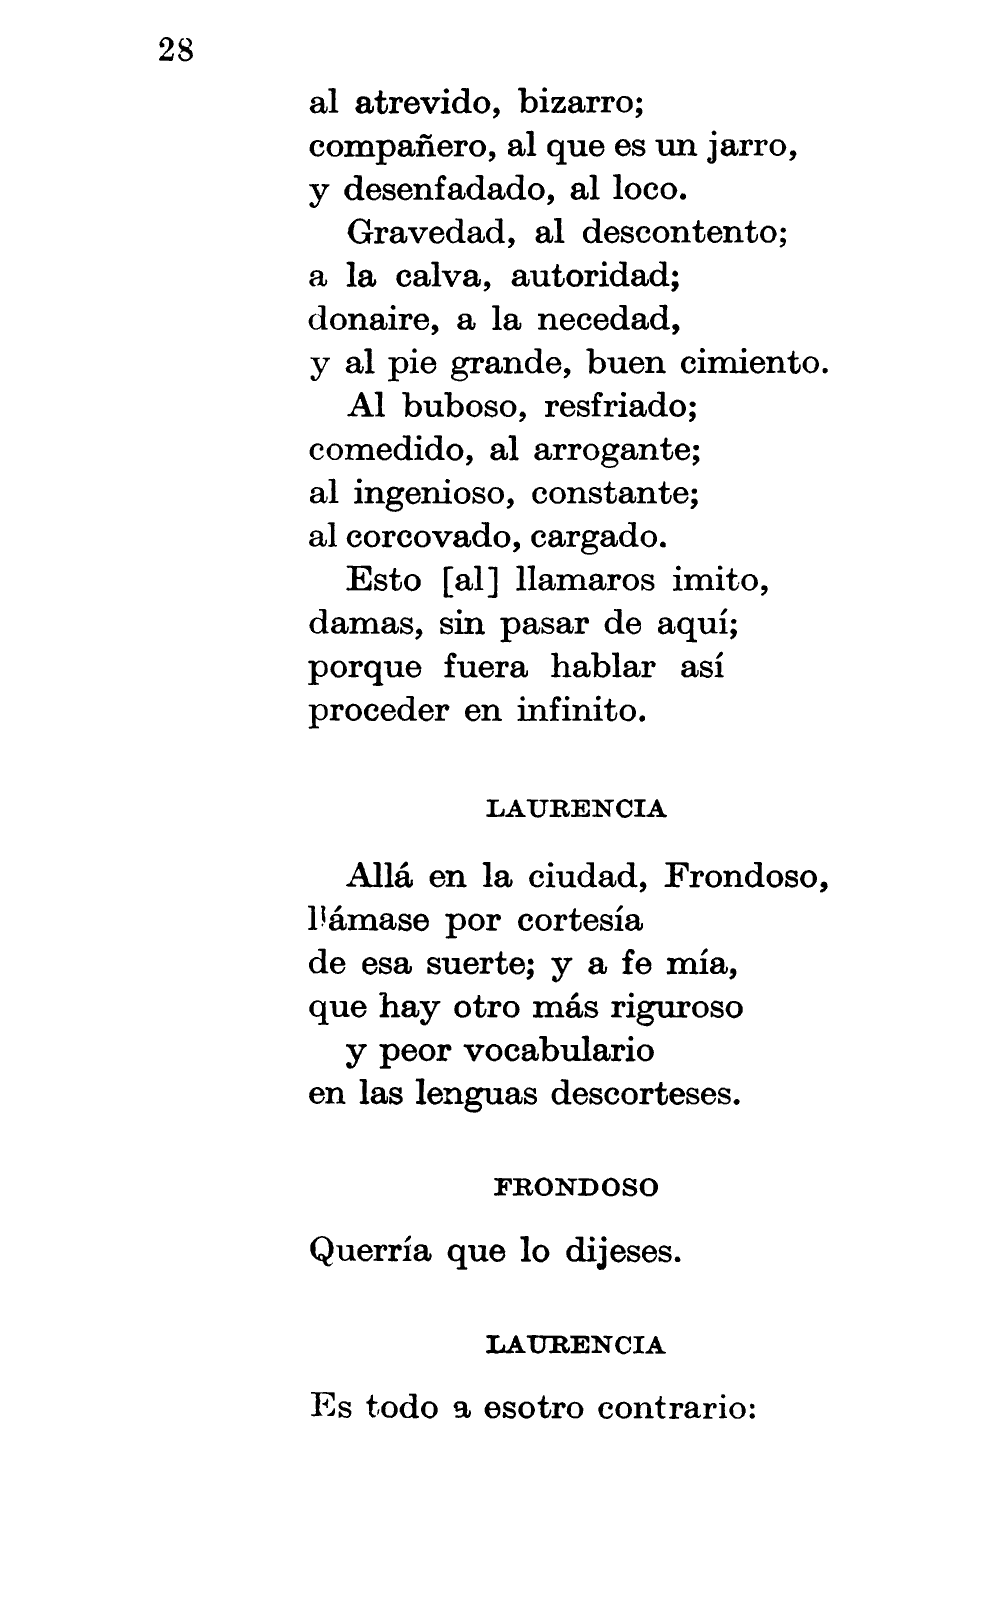 28
al atrevido, bizarro;
compañero, al que es un jarro,
y desenfadado, al loco.
Gravedad, al descontento;
a la calva, autoridad;
donaire, a la necedad,
y al pie grande, buen cimiento.
Al buboso, resfriado;
comedido, al arrogante;
al ingenioso, constante;
al corcovado, cargado.
Esto [al] llamaros imito,
damas, sin pasar de aquí;
porque fuera hablar así
proceder en infinito.
LAURENCIA
Allá en la ciudad, Frondoso,
llámase por cortesía
de esa suerte; y a fe mía,
que hay otro más riguroso
y peor vocabulario
en las lenguas descorteses.
FRONDOSO
Querría que lo dijeses.
LAURENCIA
Es todo a esotro contrario: